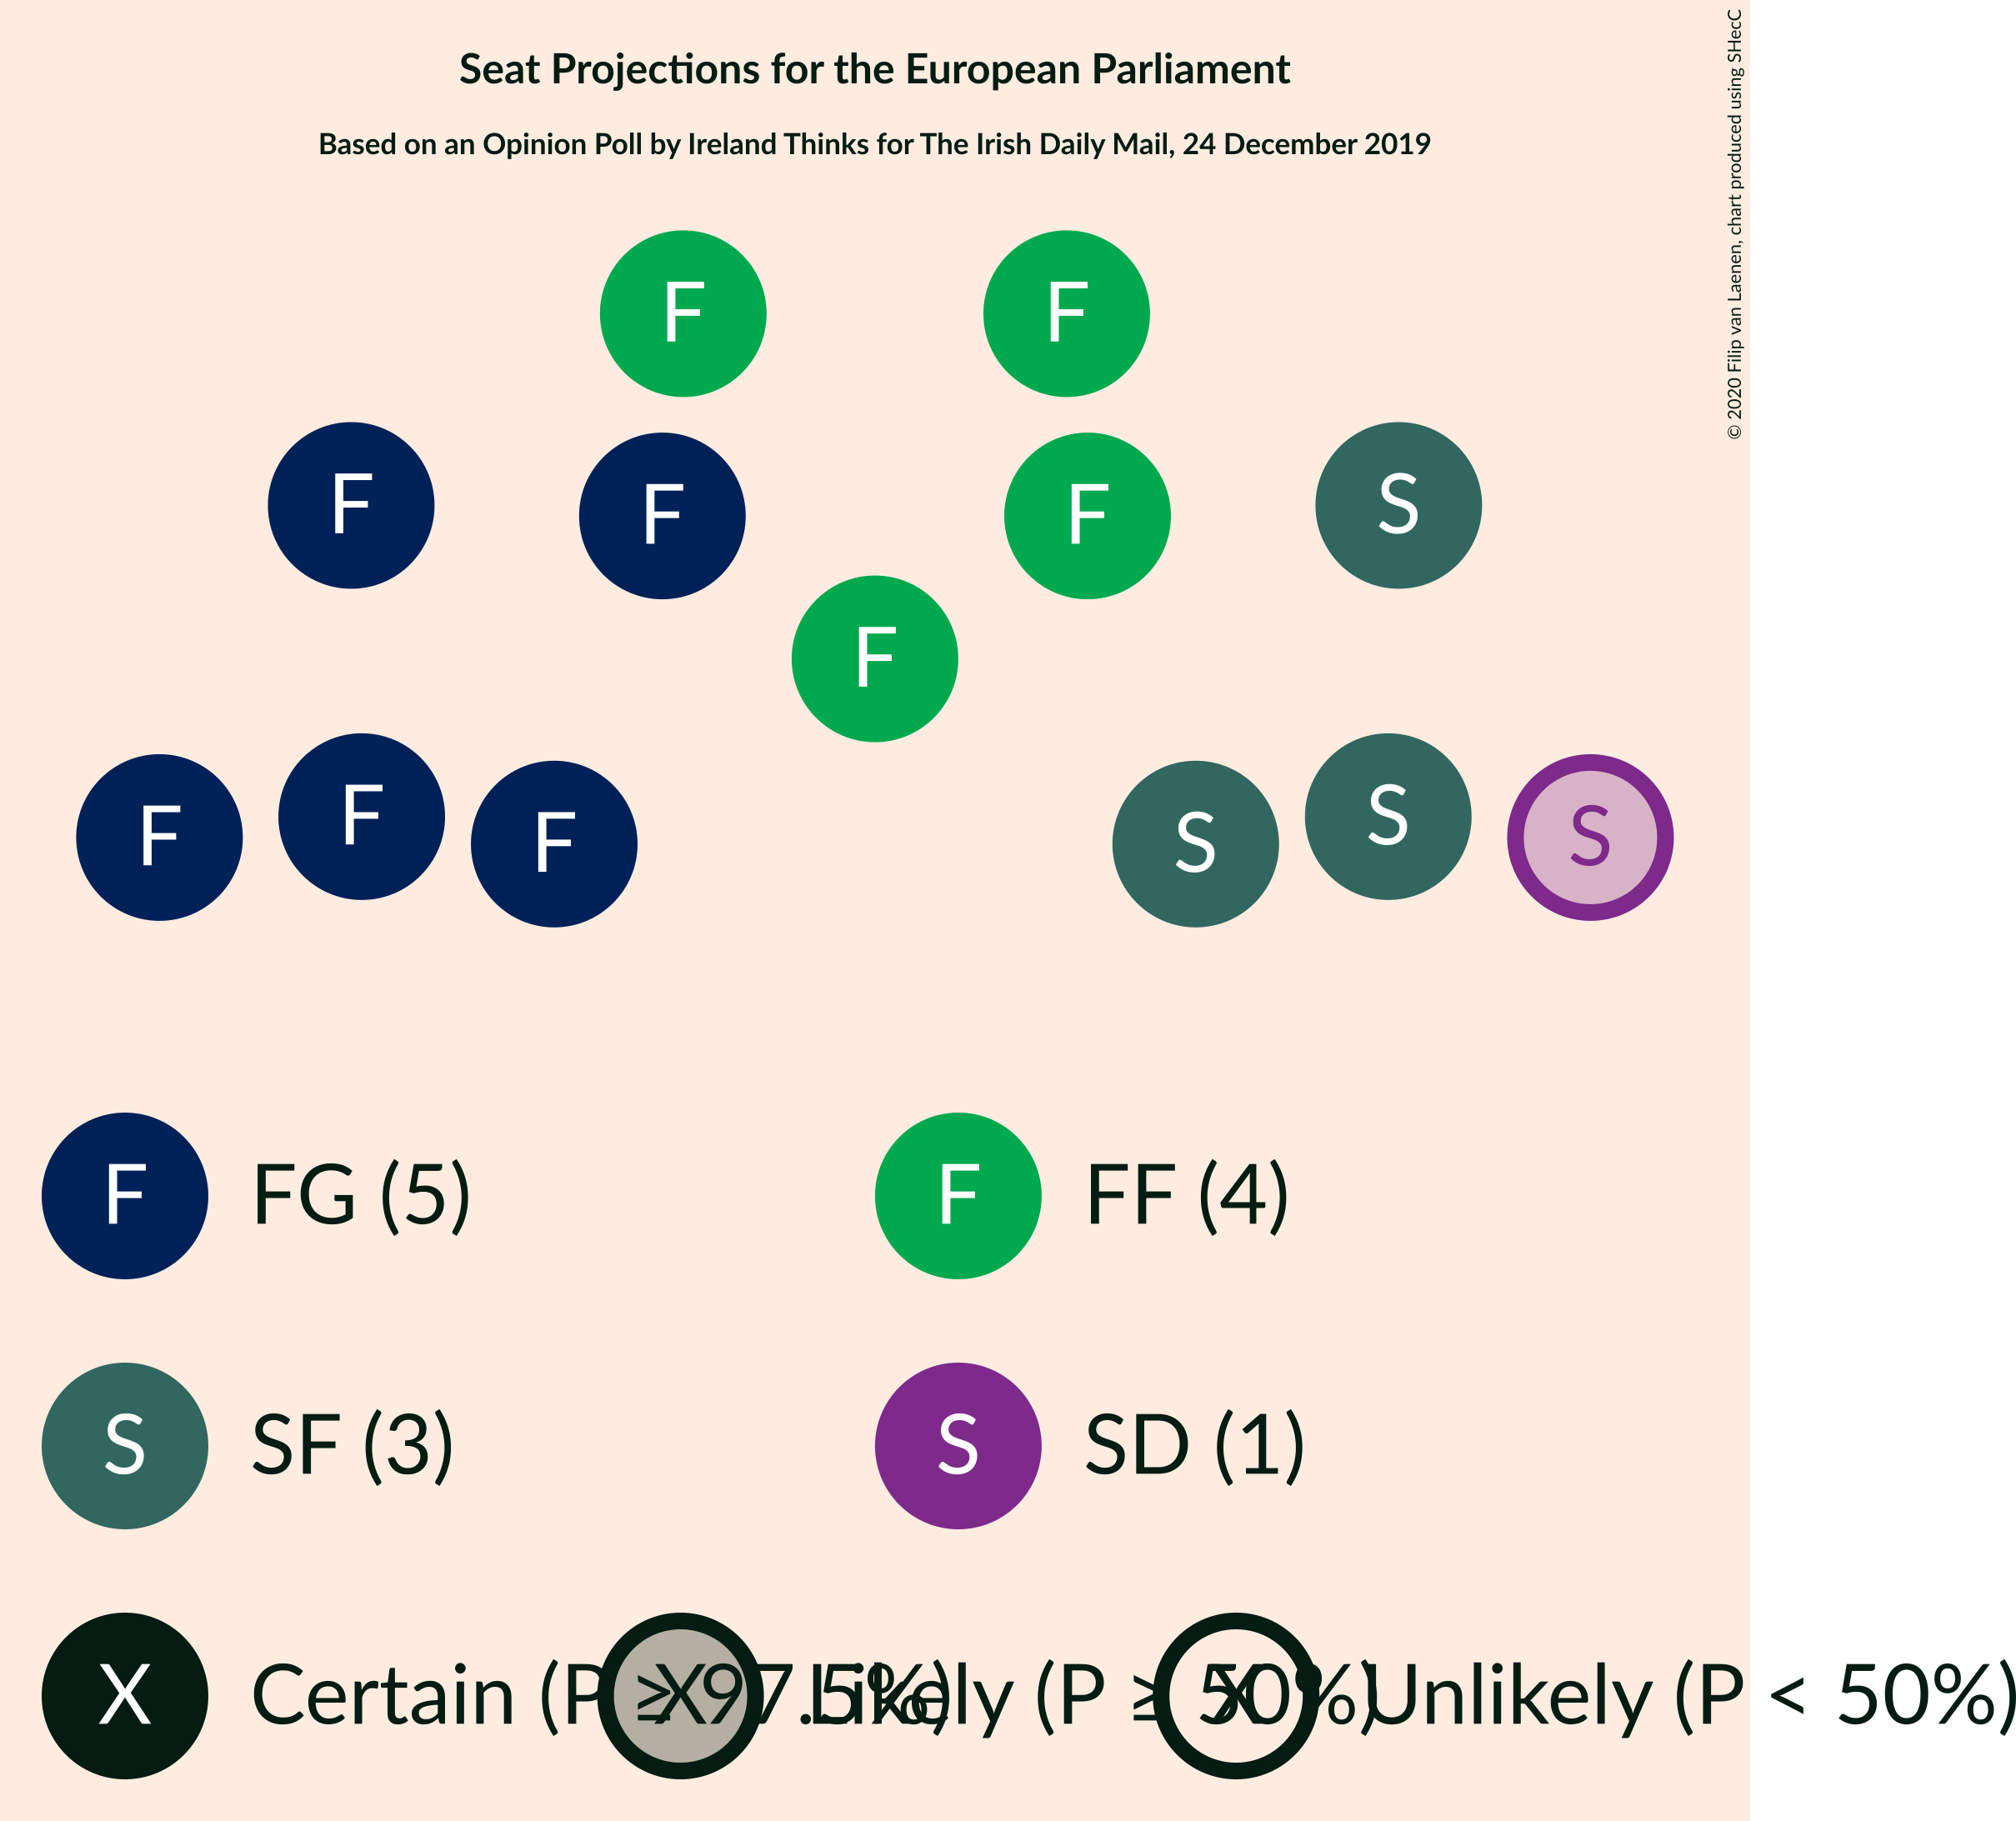 Seat Projections for the European Parliament
Based on an Opinion Poll by Ireland Thinks for The Irish Daily Mail, 24 December 2019
© 2020 Filip van Laenen, chart produced using SHecC
F F
F F F S
F
F F F S S S
F FG (5) F FF (4)
S SF (3) S SD (1)
X Certain (P ≥ 97.5%) X Likely (P ≥ 50%) X Unlikely (P < 50%)